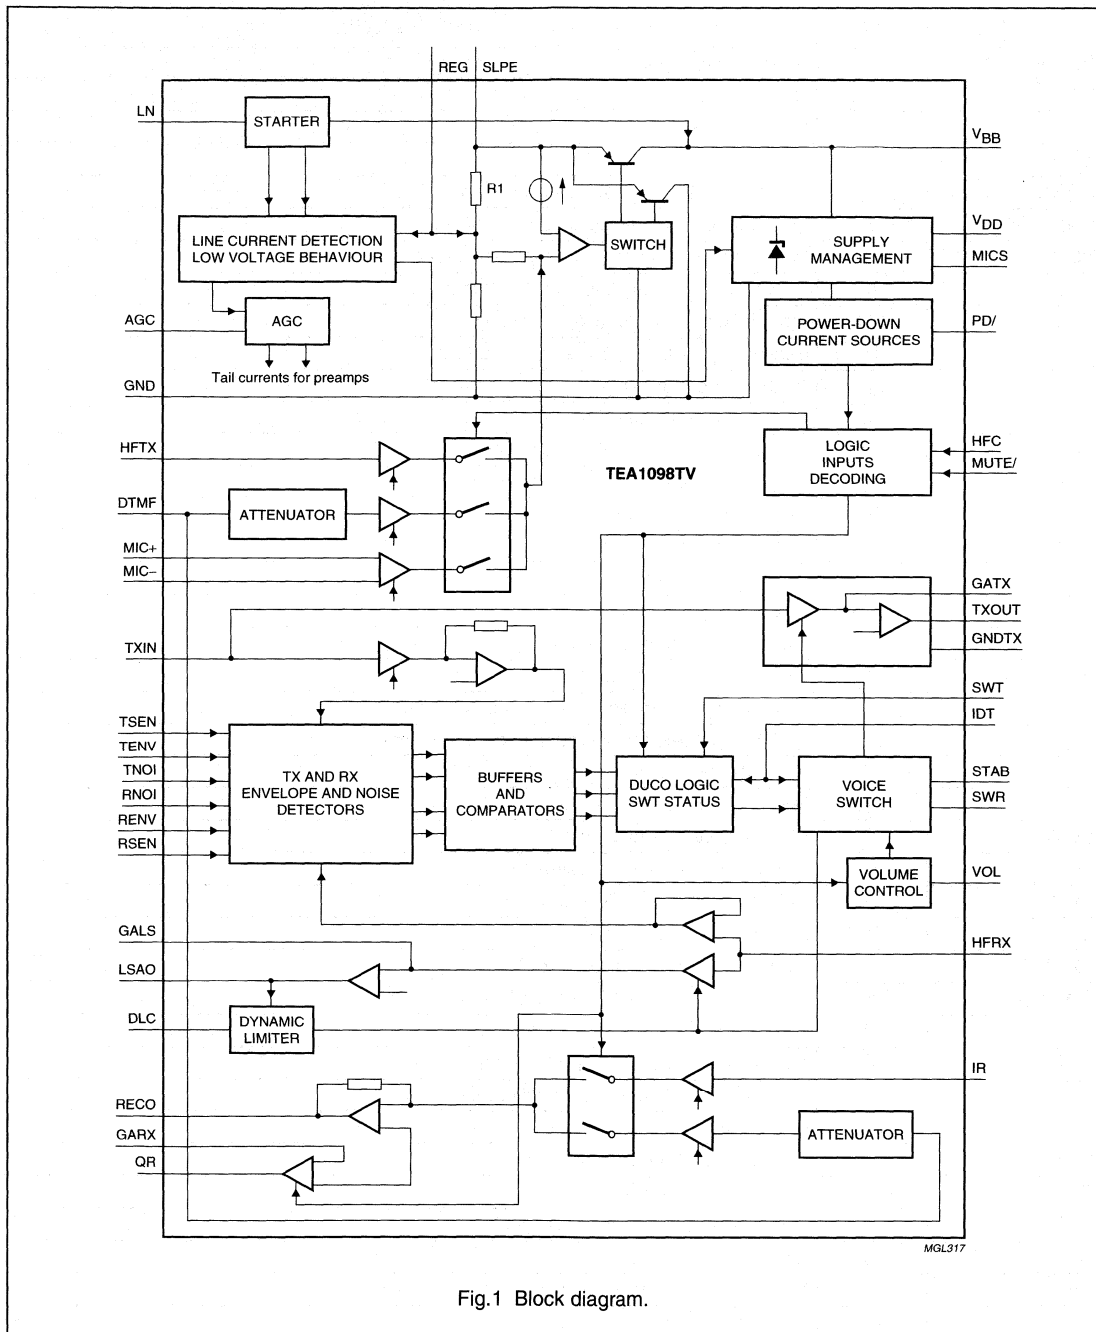 REG SLPE
LN
STARTER
VBB
R1
LINE CURRENT DETECTION
LOW VOLTAGE BEHAVIOUR
SWITCH
SUPPLY
MANAGEMENT
VDD
MICS
AGC
AGC
POWER-DOWN
CURRENT SOURCES
PD/
Tail currents for preamps
GND
HFTX
TEA1098TV
LOGIC
INPUTS
DECODING
HFC
MUTE/
DTMF
ATTENUATOR
MIC+
MIC−
GATX
TXOUT
GNDTX
TXIN
SWT
IDT
TSEN
TENV
TNOI
RNOI
RENV
RSEN
TX AND RX
ENVELOPE AND NOISE
DETECTORS
BUFFERS
AND
COMPARATORS
DUCO LOGIC
SWT STATUS
VOICE
SWITCH
STAB
SWR
VOLUME
CONTROL
VOL
GALS
HFRX
LSAO
DLC
DYNAMIC
LIMITER
IR
RECO
GARX
QR
ATTENUATOR
MGL317
Fig.1 Block diagram.